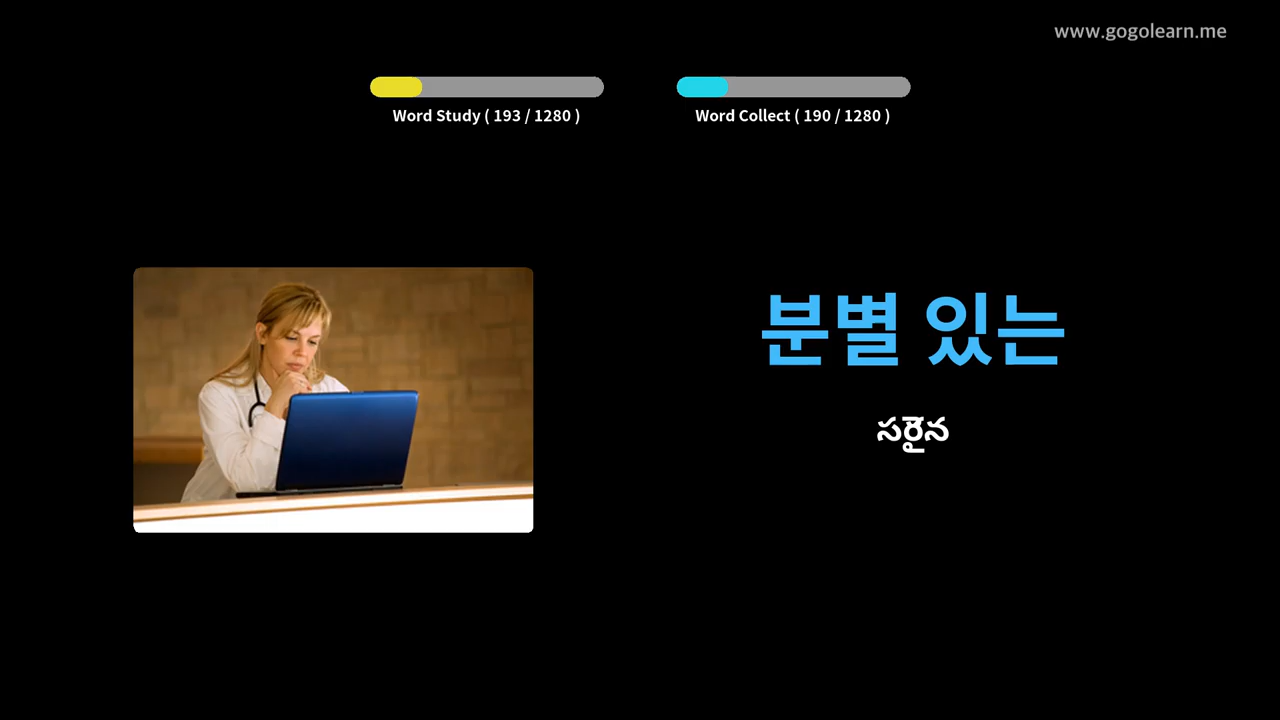 www.gogolearn.me
Word Study ( 193 / 1280 )
Word Collect ( 190 / 1280 )
분별 있는
సరైన